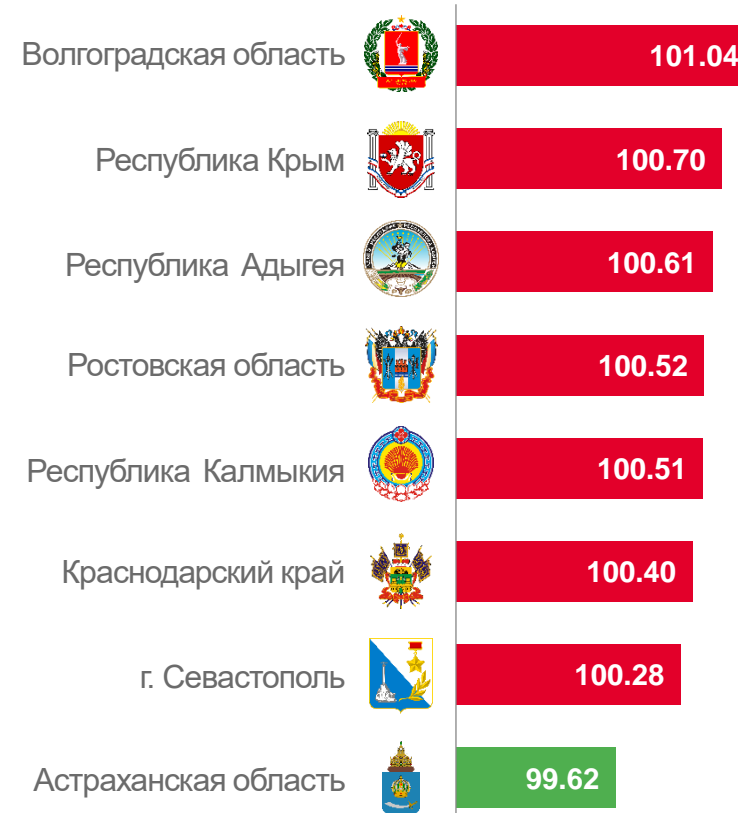 Волгоградская область 101.04
Республика Крым 100.70
Республика Адыгея 100.61
Ростовская область 100.52
Республика Калмыкия 100.51
Краснодарский край 100.40
г. Севастополь 100.28
Астраханская область 99.62